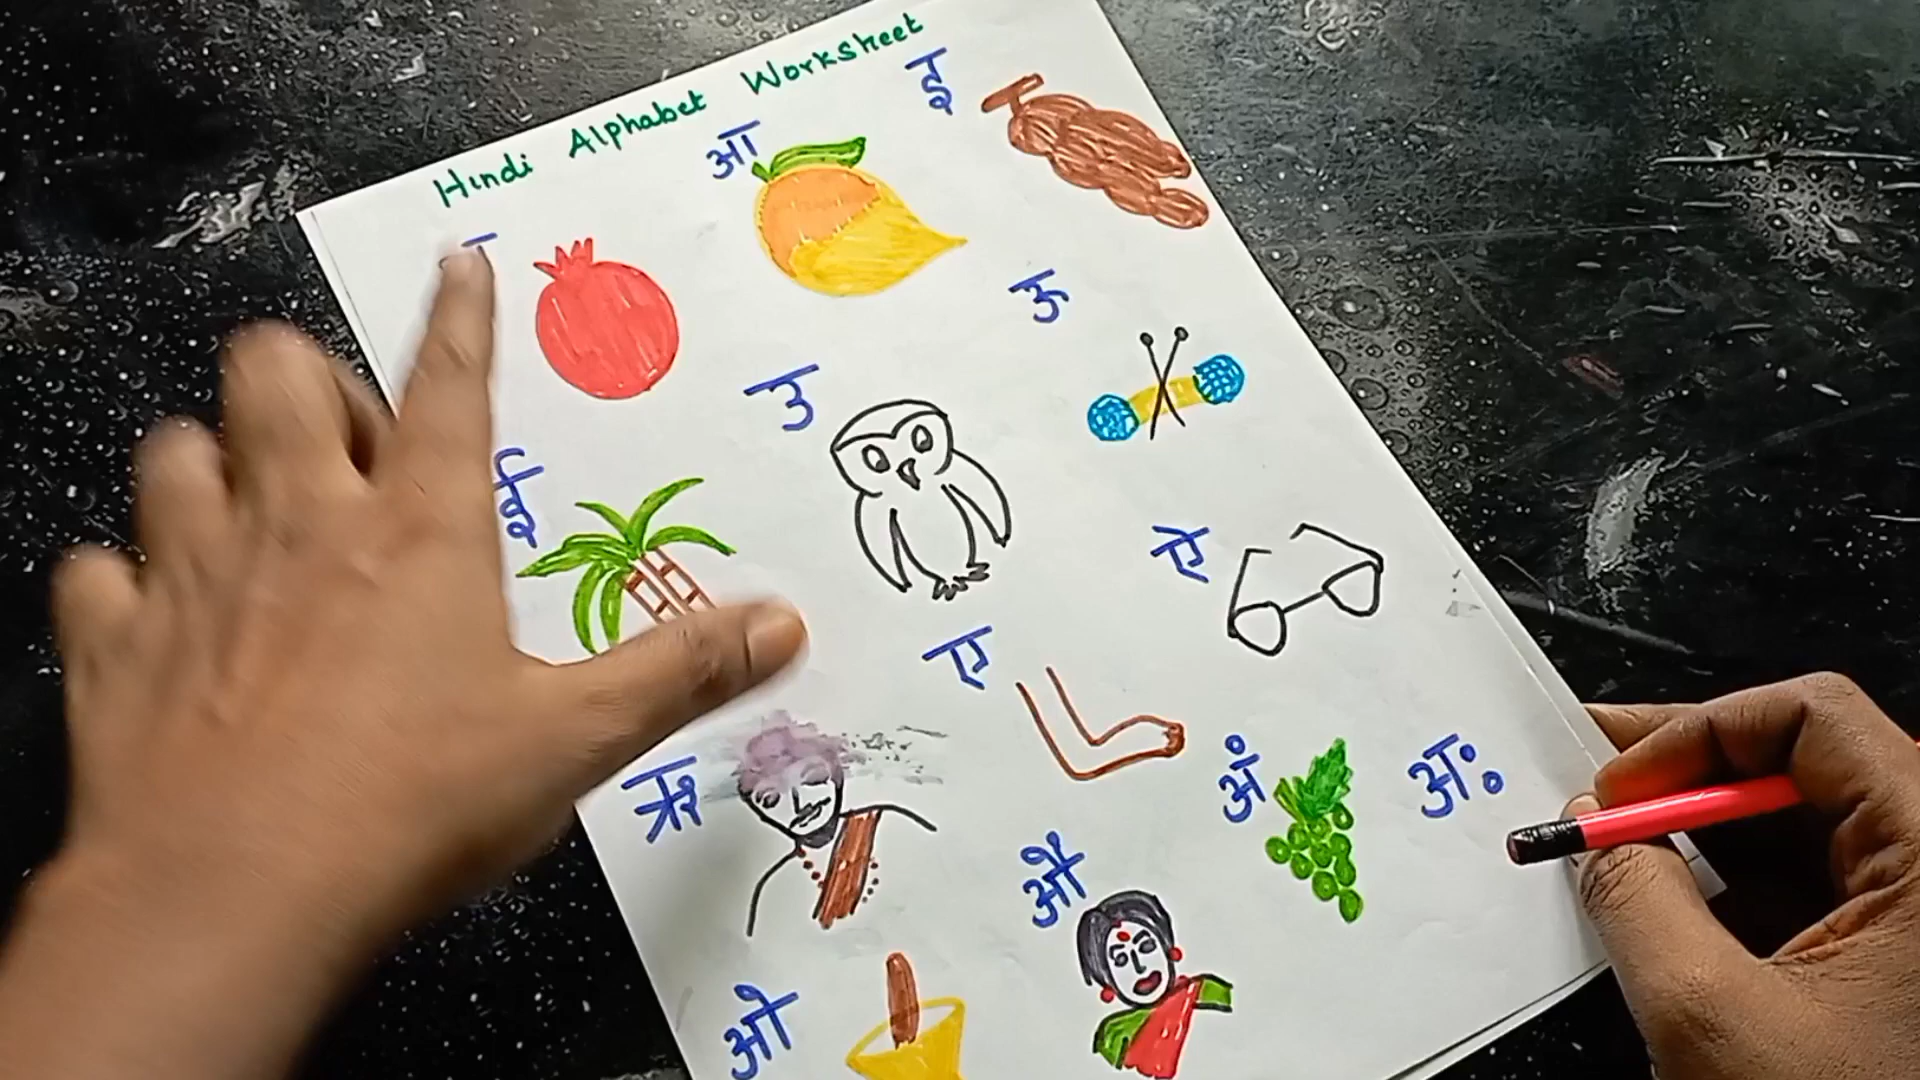 Hindi Alphabet Worksheet
आ
इ
ई
उ
ऊ
ऋ
ए
ऐ
ओ
औ
अं
अः